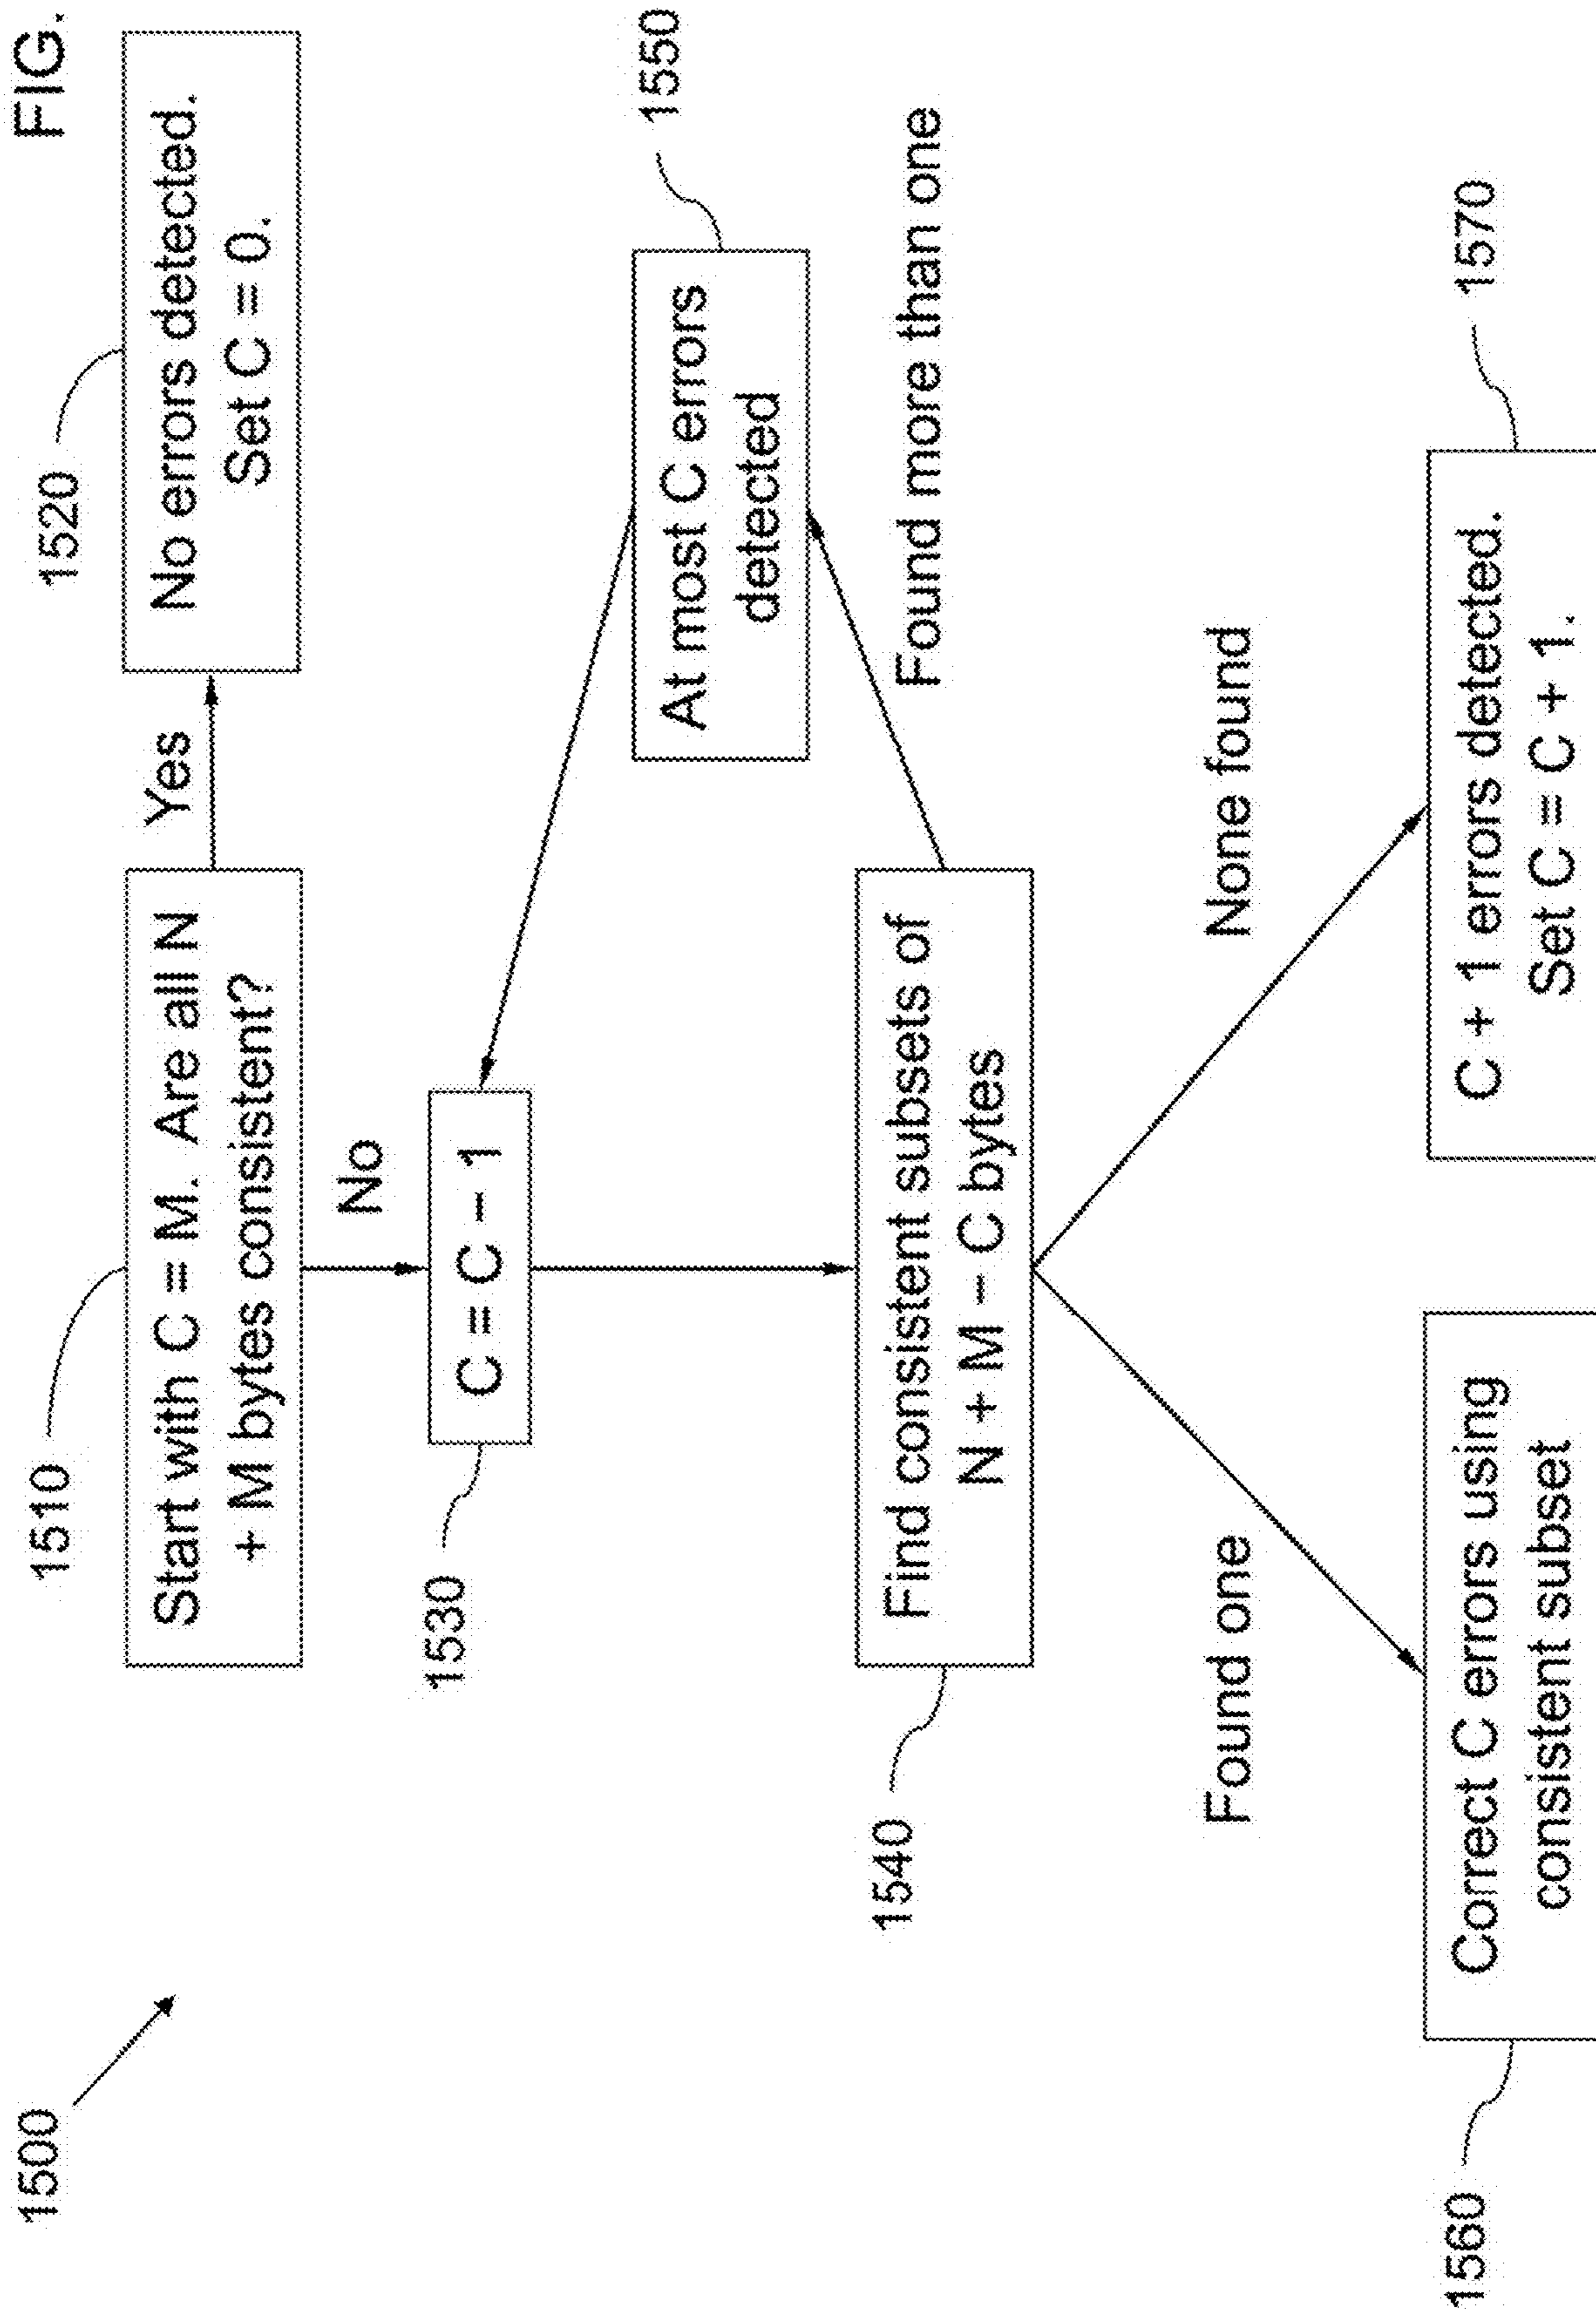 FIG.
1500
1510
Start with C = M. Are all N
+ M bytes consistent?
Yes
1520
No errors detected.
Set C = 0.
No
1530
C = C – 1
1550
At most C errors
detected
1540
Find consistent subsets of
N + M – C bytes
Found more than one
Found one
None found
1560
Correct C errors using
consistent subset
1570
C + 1 errors detected.
Set C = C + 1.